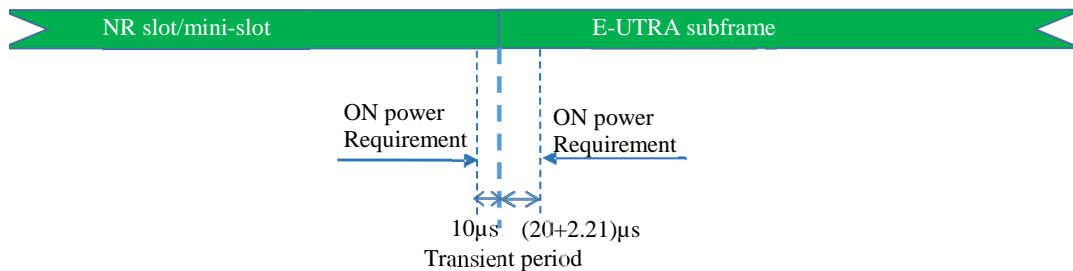 NR slot/mini-slot
E-UTRA subframe
ON power
Requirement
ON power
Requirement
10µs
(20+2.21)µs
Transient period